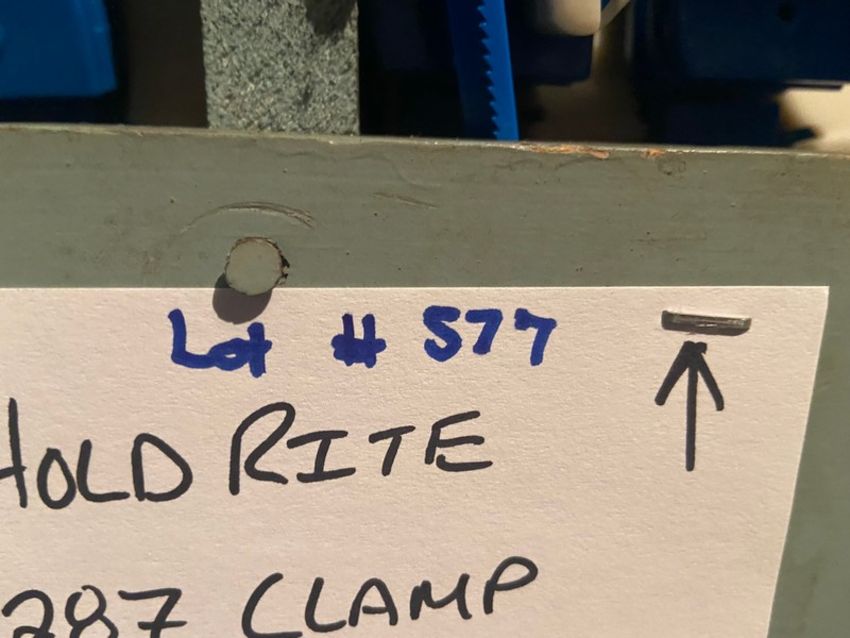 Lot # 577
HOLD RITE
287 CLAMP